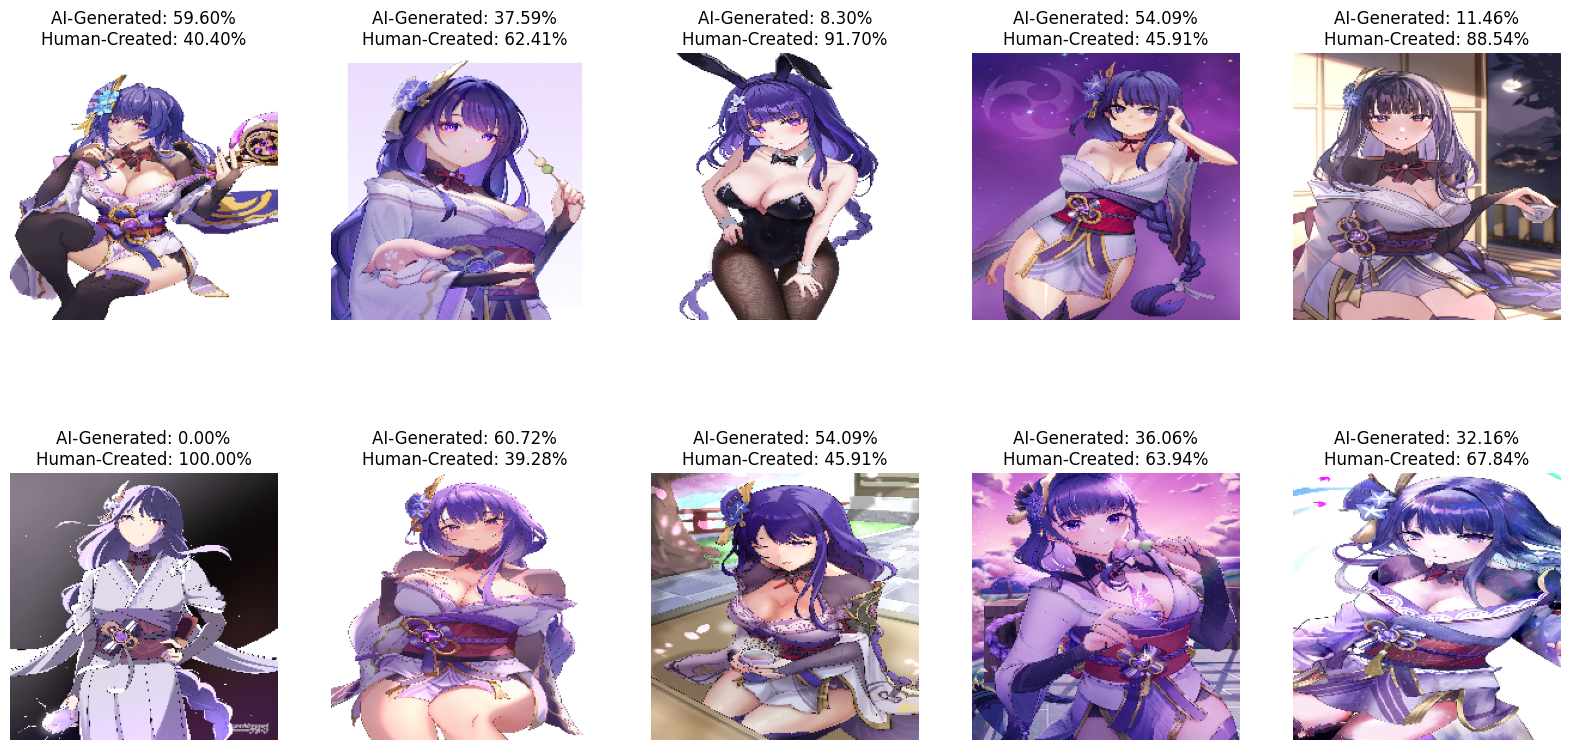 AI-Generated: 59.60%
Human-Created: 40.40%
AI-Generated: 37.59%
Human-Created: 62.41%
AI-Generated: 8.30%
Human-Created: 91.70%
AI-Generated: 54.09%
Human-Created: 45.91%
AI-Generated: 11.46%
Human-Created: 88.54%
AI-Generated: 0.00%
Human-Created: 100.00%
AI-Generated: 60.72%
Human-Created: 39.28%
AI-Generated: 54.09%
Human-Created: 45.91%
AI-Generated: 36.06%
Human-Created: 63.94%
AI-Generated: 32.16%
Human-Created: 67.84%